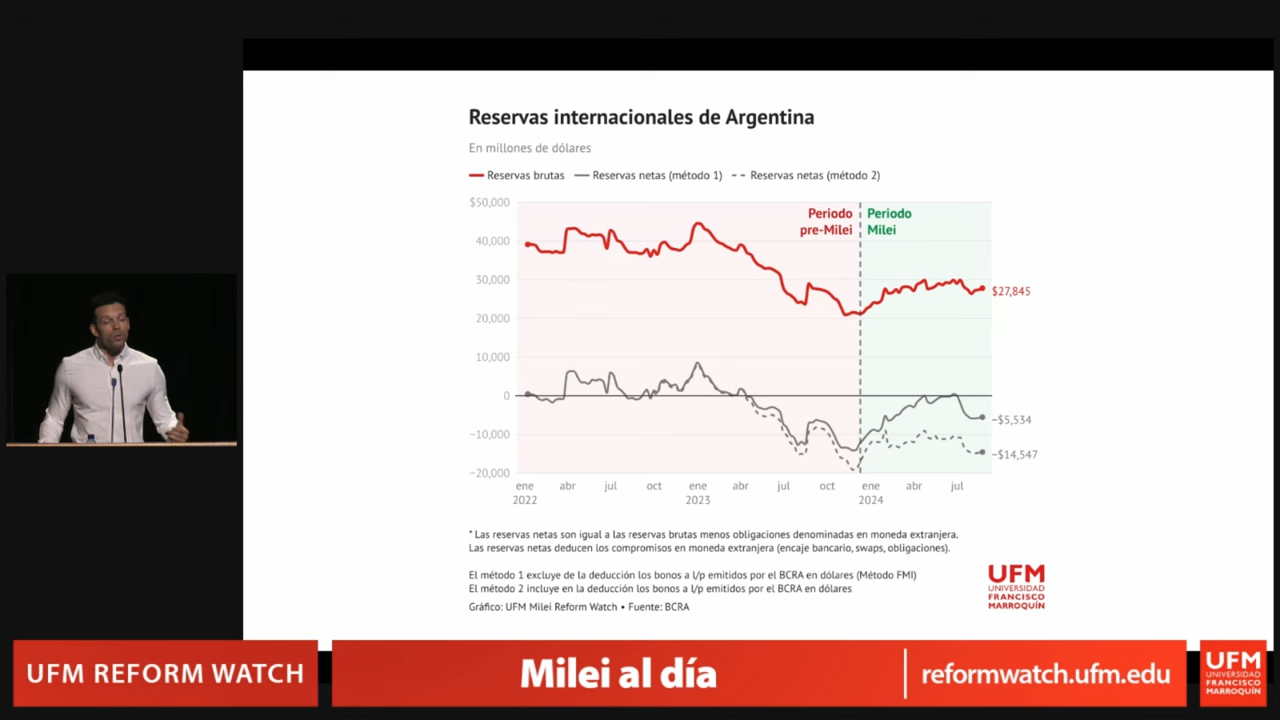 Reservas internacionales de Argentina
En millones de dólares
Reservas brutas Reservas netas (método 1) Reservas netas (método 2)
$50,000
40,000
30,000
20,000
10,000
0
−10,000
−20,000
Periodo pre-Milei
Periodo Milei
$27,845
−$5,534
−$14,547
ene abr jul oct ene abr jul oct ene abr jul
2022 2023 2024
* Las reservas netas son igual a las reservas brutas menos obligaciones denominadas en moneda extranjera.
Las reservas netas deducen los compromisos en moneda extranjera (encaje bancario, swaps, obligaciones).
El método 1 excluye de la deducción los bonos a l/p emitidos por el BCRA en dólares (Método FMI)
El método 2 incluye en la deducción los bonos a l/p emitidos por el BCRA en dólares
Gráfico: UFM Milei Reform Watch • Fuente: BCRA
UFM
UNIVERSIDAD
FRANCISCO
MARROQUÍN
UFM REFORM WATCH
Milei al día
reformwatch.ufm.edu
UFM
UNIVERSIDAD
FRANCISCO
MARROQUÍN